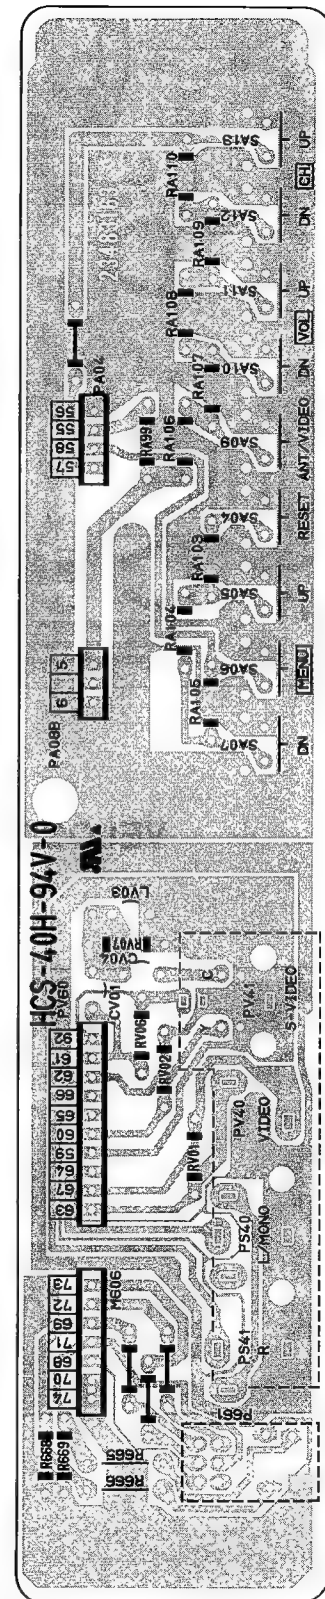 SA13
UP
CH
RA110
SA12
DN
RA109
SA11
UP
RA108
VOL
SA10
DN
RA107
PA04
56
55
58
57
RA99
RA106
SA09
ANT/VIDEO
SA04
RESET
RA103
SA05
UP
RA104
5
6
SA06
MENU
RA105
SA07
DN
PA08B
HCS-40H-94V-0
LV03
RV07
CV04
CV01
PV60
RV06
RV02
RV01
92
61
62
66
65
60
59
64
67
63
C
Y
PV41
S-VIDEO
PV40
VIDEO
PS40
L/MONO
PS41
R
M606
73
72
69
71
68
70
74
P661
R665
R666
R668
R669